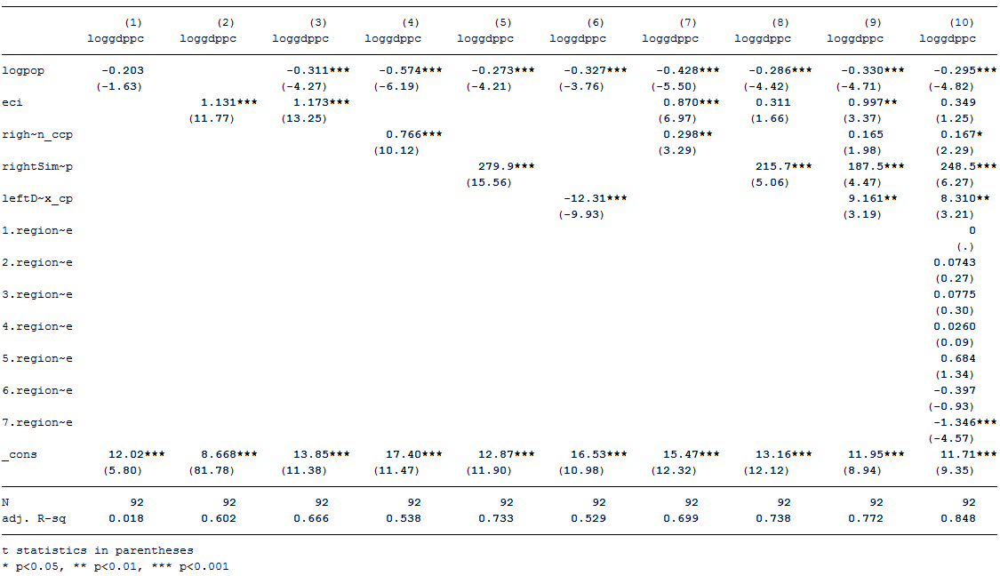 (1) (2) (3) (4) (5) (6) (7) (8) (9) (10)
loggdppc loggdppc loggdppc loggdppc loggdppc loggdppc loggdppc loggdppc loggdppc loggdppc
logpop -0.203 -0.311*** -0.574*** -0.273*** -0.327*** -0.428*** -0.286*** -0.330*** -0.295***
(-1.63) (-4.27) (-6.19) (-4.21) (-3.76) (-5.50) (-4.42) (-4.71) (-4.82)
eci 1.131*** 1.173*** 0.870*** 0.311 0.997** 0.349
(11.77) (13.25) (6.97) (1.66) (3.37) (1.25)
righ~n_ccp 0.766*** 0.298** 0.165 0.167*
(10.12) (3.29) (1.98) (2.29)
rightSim~p 279.9*** 215.7*** 187.5*** 248.5***
(15.56) (5.06) (4.47) (6.27)
leftD~x_cp -12.31*** 9.161** 8.310**
(-9.93) (3.19) (3.21)
1.region~e 0
(.)
2.region~e 0.0743
(0.27)
3.region~e 0.0775
(0.30)
4.region~e 0.0260
(0.09)
5.region~e 0.684
(1.34)
6.region~e -0.397
(-0.93)
7.region~e -1.346***
(-4.57)
_cons 12.02*** 8.668*** 13.85*** 17.40*** 12.87*** 16.53*** 15.47*** 13.16*** 11.95*** 11.71***
(5.80) (81.78) (11.38) (11.47) (11.90) (10.98) (12.32) (12.12) (8.94) (9.35)
N 92 92 92 92 92 92 92 92 92 92
adj. R-sq 0.018 0.602 0.666 0.538 0.733 0.529 0.699 0.738 0.772 0.848
t statistics in parentheses
* p<0.05, ** p<0.01, *** p<0.001